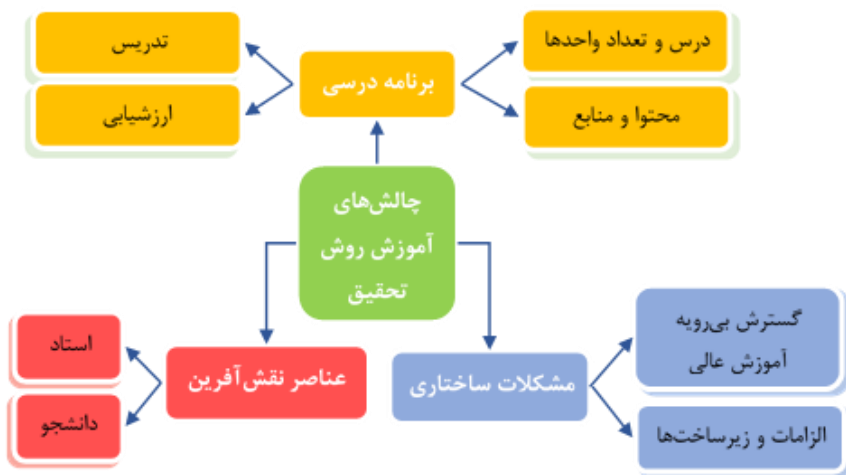 درس و تعداد واحدها
تدریس
برنامه درسی
محتوا و منابع
ارزشیابی
چالش‌های
آموزش روش
تحقیق
گسترش بی‌رویه
آموزش عالی
استاد
مشکلات ساختاری
عناصر نقش‌آفرین
الزامات و زیرساخت‌ها
دانشجو